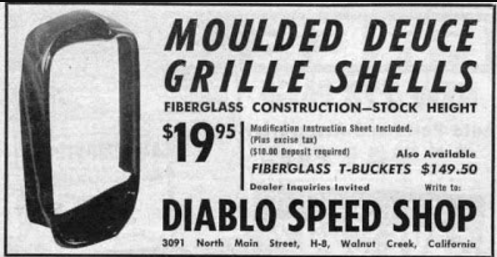 MOULDED DEUCE
GRILLE SHELLS
FIBERGLASS CONSTRUCTION—STOCK HEIGHT
$19.95
Modification Instruction Sheet Included.
(Plus excise tax)
($10.00 Deposit required)
Also Available
FIBERGLASS T-BUCKETS $149.50
Dealer Inquiries Invited Write to:
DIABLO SPEED SHOP
3091 North Main Street, H-8, Walnut Creek, California